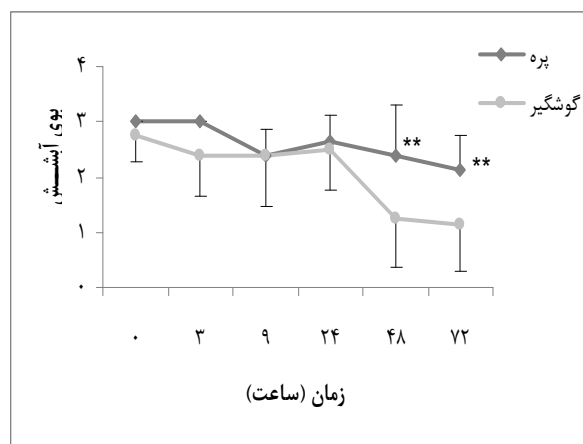 پره
گوشگیر
۴
۳
۲
۱
۰
بوی آبشش
**
**
۰ ۳ ۹ ۲۴ ۴۸ ۷۲
زمان (ساعت)